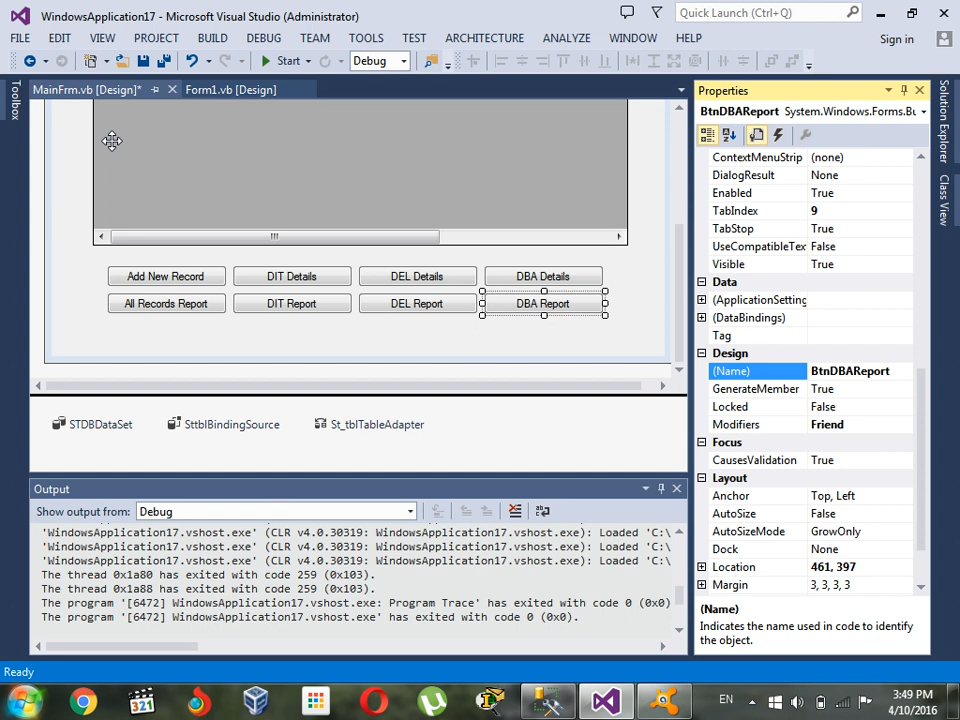 WindowsApplication17 - Microsoft Visual Studio (Administrator)
Quick Launch (Ctrl+Q)
FILE EDIT VIEW PROJECT BUILD DEBUG TEAM TOOLS TEST ARCHITECTURE ANALYZE WINDOW HELP
Sign in
Start
Debug
Toolbox
MainFrm.vb [Design]*
Form1.vb [Design]
Add New Record DIT Details DEL Details DBA Details
All Records Report DIT Report DEL Report DBA Report
STDBDataSet SttblBindingSource St_tblTableAdapter
Output
Show output from: Debug
'WindowsApplication17.vshost.exe' (CLR v4.0.30319: WindowsApplication17.vshost.exe): Loaded 'C:\
'WindowsApplication17.vshost.exe' (CLR v4.0.30319: WindowsApplication17.vshost.exe): Loaded 'C:\
'WindowsApplication17.vshost.exe' (CLR v4.0.30319: WindowsApplication17.vshost.exe): Loaded 'C:\
The thread 0x1a80 has exited with code 259 (0x103).
The thread 0x1a88 has exited with code 259 (0x103).
The program '[6472] WindowsApplication17.vshost.exe: Program Trace' has exited with code 0 (0x0)
The program '[6472] WindowsApplication17.vshost.exe' has exited with code 0 (0x0).
Properties
BtnDBAReport System.Windows.Forms.Bu
ContextMenuStrip (none)
DialogResult None
Enabled True
TabIndex 9
TabStop True
UseCompatibleTex False
Visible True
Data
(ApplicationSetting
(DataBindings)
Tag
Design
(Name) BtnDBAReport
GenerateMember True
Locked False
Modifiers Friend
Focus
CausesValidation True
Layout
Anchor Top, Left
AutoSize False
AutoSizeMode GrowOnly
Dock None
Location 461, 397
Margin 3, 3, 3, 3
(Name)
Indicates the name used in code to identify
the object.
Solution Explorer
Class View
Ready
321
EN
3:49 PM
4/10/2016